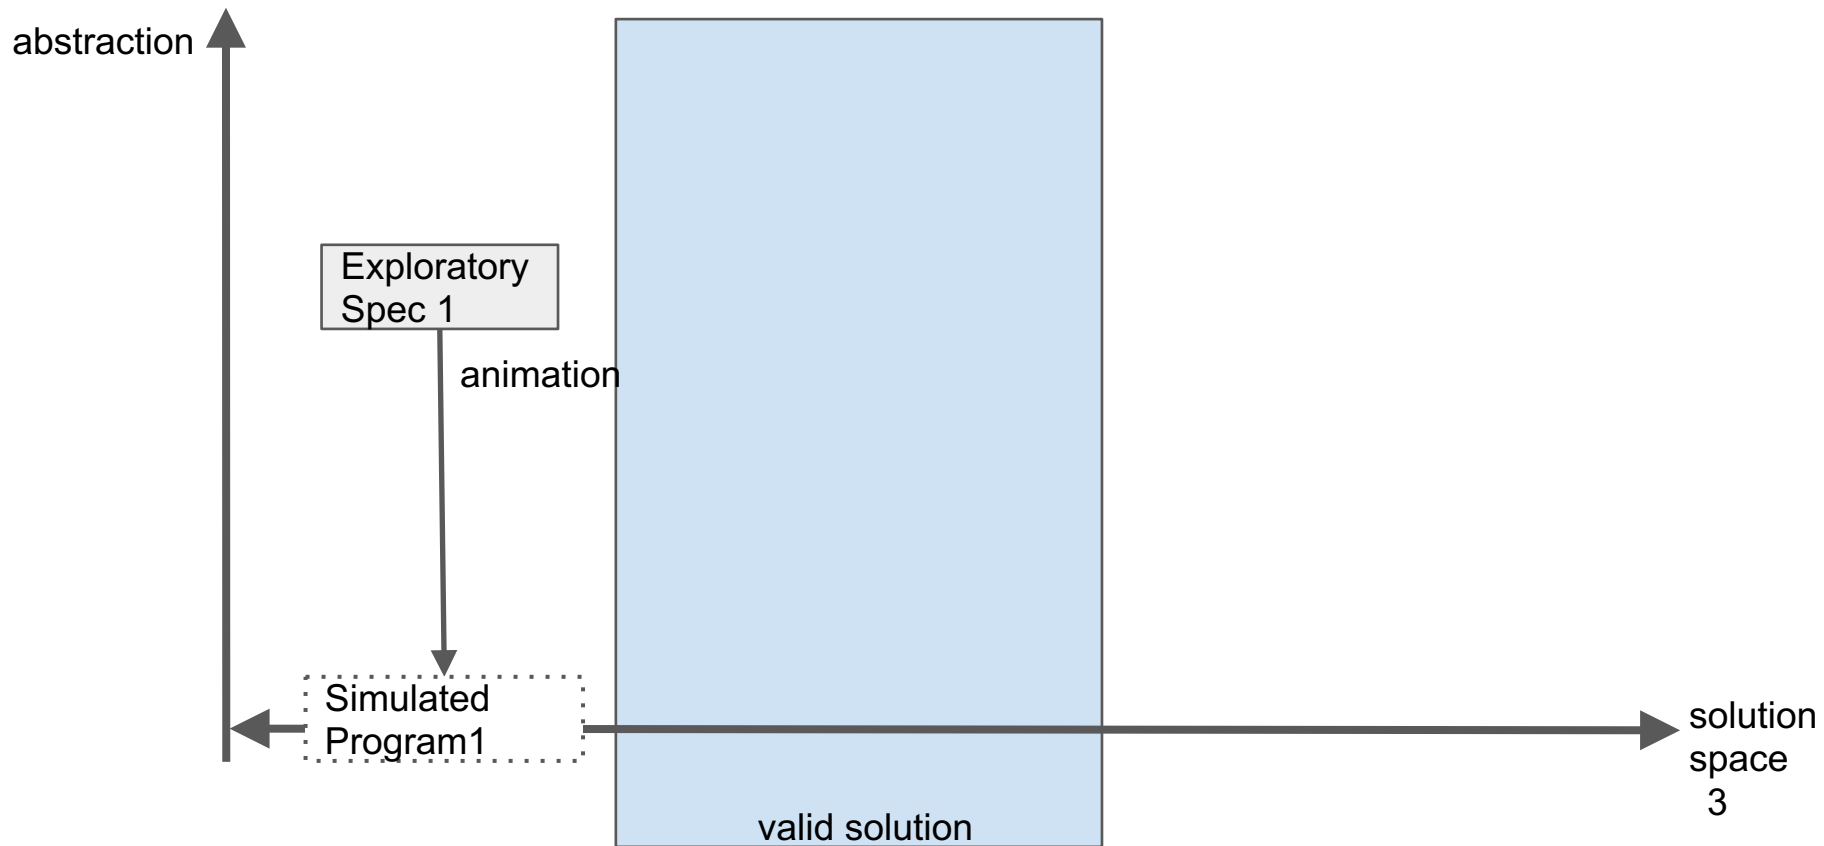 abstraction
Exploratory
Spec 1
animation
Simulated
Program1
solution
space
3
valid solution